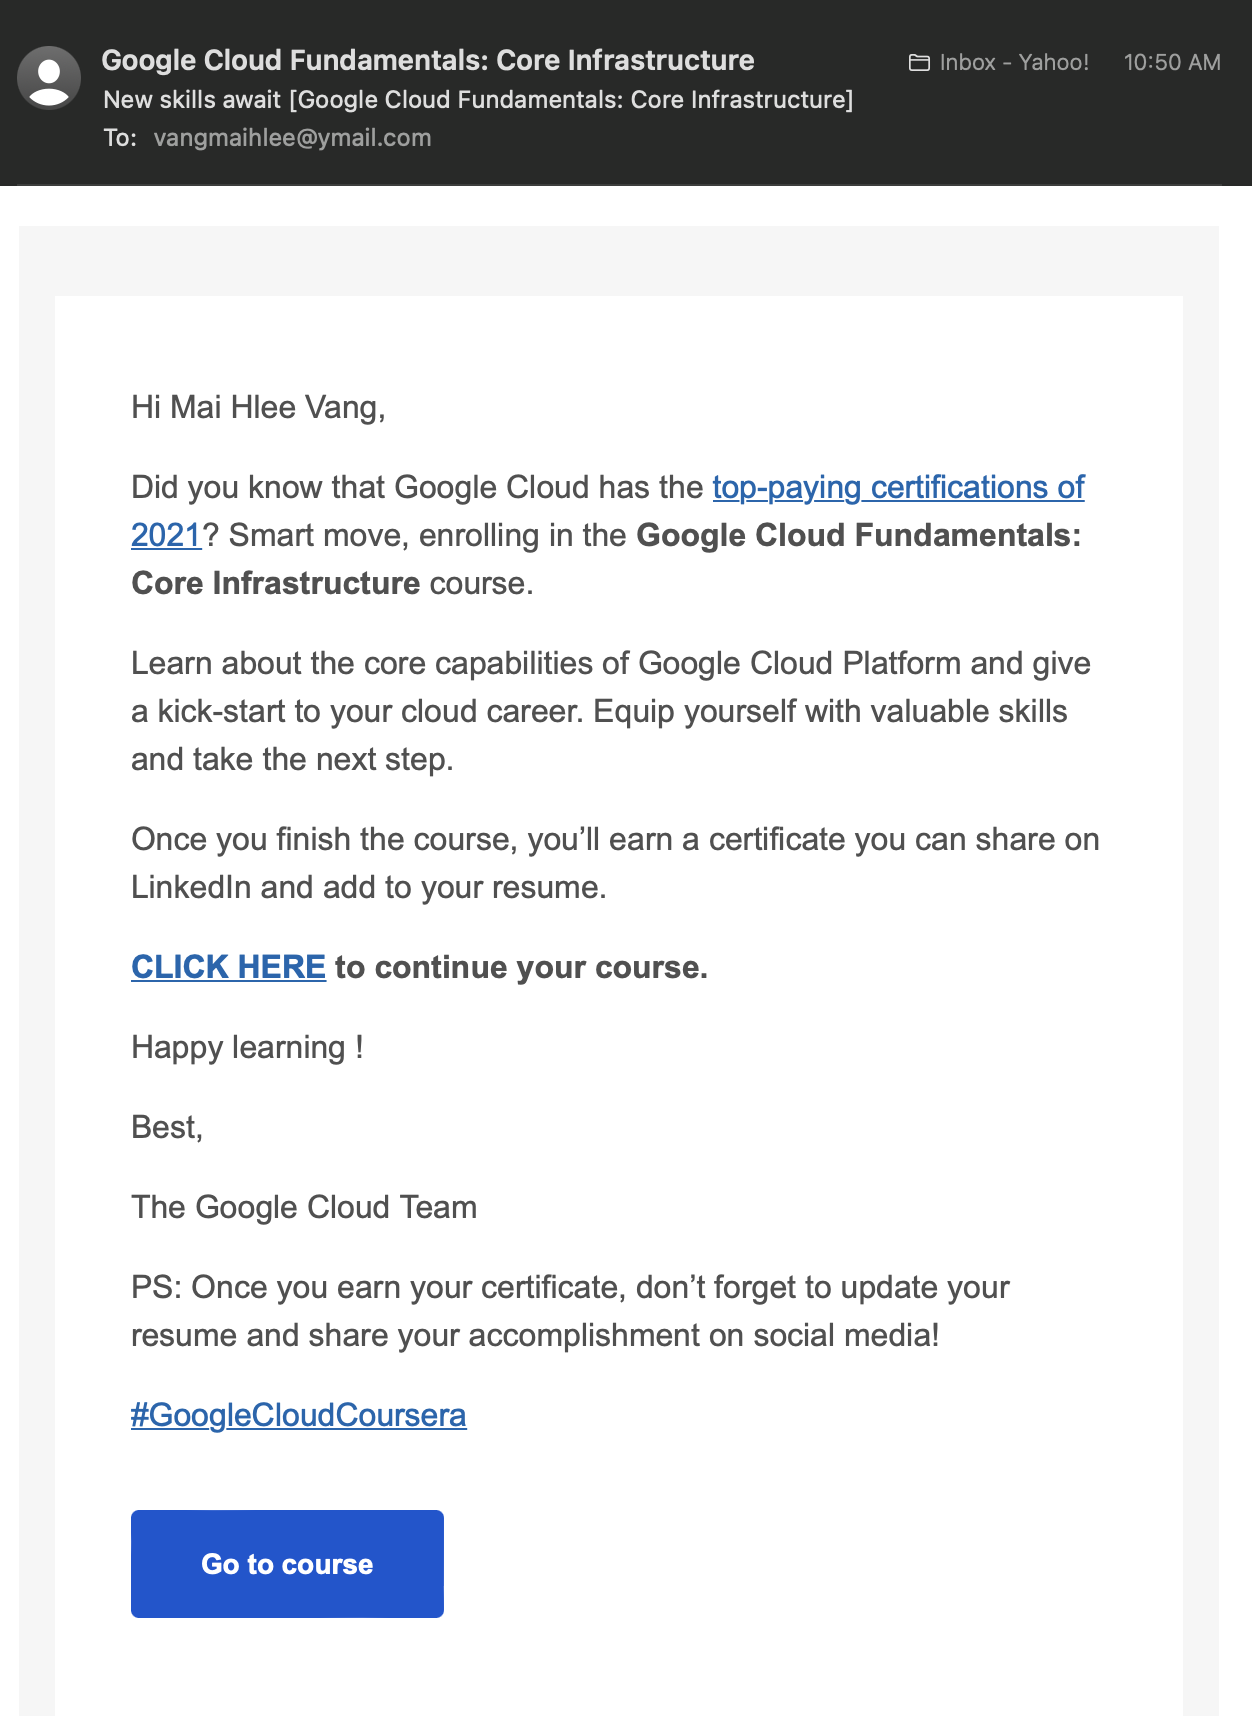 Google Cloud Fundamentals: Core Infrastructure
Inbox - Yahoo!
10:50 AM
New skills await [Google Cloud Fundamentals: Core Infrastructure]
To: vangmaihlee@ymail.com
Hi Mai Hlee Vang,
Did you know that Google Cloud has the top-paying certifications of
2021? Smart move, enrolling in the Google Cloud Fundamentals:
Core Infrastructure course.
Learn about the core capabilities of Google Cloud Platform and give
a kick-start to your cloud career. Equip yourself with valuable skills
and take the next step.
Once you finish the course, you’ll earn a certificate you can share on
LinkedIn and add to your resume.
CLICK HERE to continue your course.
Happy learning !
Best,
The Google Cloud Team
PS: Once you earn your certificate, don’t forget to update your
resume and share your accomplishment on social media!
#GoogleCloudCoursera
Go to course